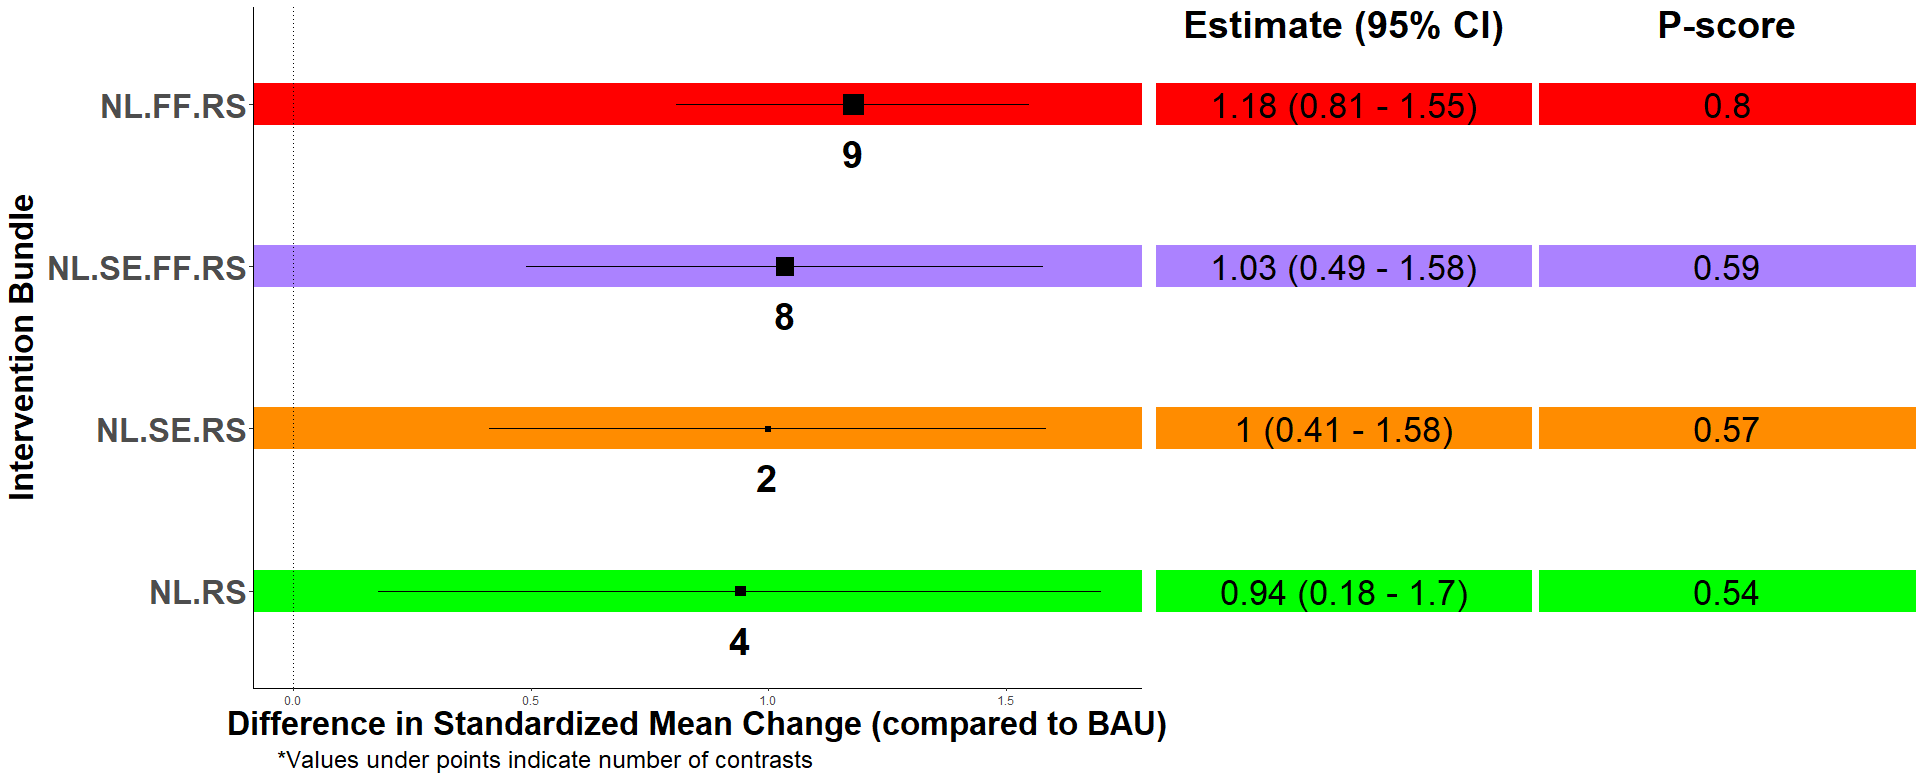 Estimate (95% CI) P-score
NL.FF.RS 1.18 (0.81 - 1.55) 0.8
9
NL.SE.FF.RS 1.03 (0.49 - 1.58) 0.59
8
Intervention Bundle
NL.SE.RS 1 (0.41 - 1.58) 0.57
2
NL.RS 0.94 (0.18 - 1.7) 0.54
4
0.0 0.5 1.0 1.5
Difference in Standardized Mean Change (compared to BAU)
*Values under points indicate number of contrasts